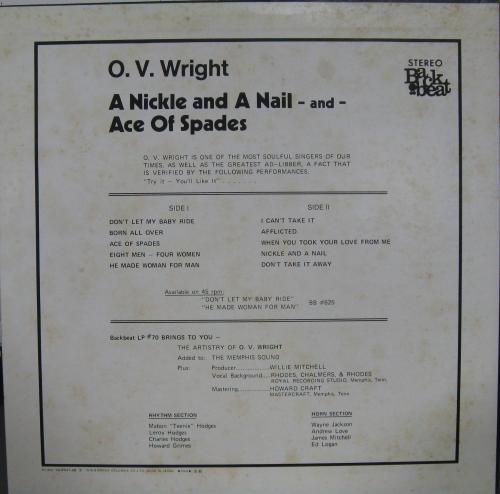 O. V. Wright
STEREO
Back beat
A Nickle and A Nail - and -
Ace Of Spades
O. V. WRIGHT IS ONE OF THE MOST SOULFUL SINGERS OF OUR
TIMES, AS WELL AS THE GREATEST AD-LIBBER, A FACT THAT
IS VERIFIED BY THE FOLLOWING PERFORMANCES.
"Try it - You'll Like It" . . . . . . .
SIDE I
DON'T LET MY BABY RIDE
BORN ALL OVER
ACE OF SPADES
EIGHT MEN - FOUR WOMEN
HE MADE WOMAN FOR MAN
SIDE II
I CAN'T TAKE IT
AFFLICTED
WHEN YOU TOOK YOUR LOVE FROM ME
NICKLE AND A NAIL
DON'T TAKE IT AWAY
Available on 45 rpm:
"DON'T LET MY BABY RIDE"
"HE MADE WOMAN FOR MAN"
BB #625
Backbeat LP #70 BRINGS TO YOU -
THE ARTISTRY OF O. V. WRIGHT
Added to: THE MEMPHIS SOUND
Plus: Producer..............WILLIE MITCHELL
Vocal Background....RHODES, CHALMERS, & RHODES
ROYAL RECORDING STUDIO, Memphis, Tenn.
Mastering............HOWARD CRAFT
MASTERCRAFT, Memphis, Tenn.
RHYTHM SECTION
Mabon "Teenie" Hodges
Leroy Hodges
Charles Hodges
Howard Grimes
HORN SECTION
Wayne Jackson
Andrew Love
James Mitchell
Ed Logan